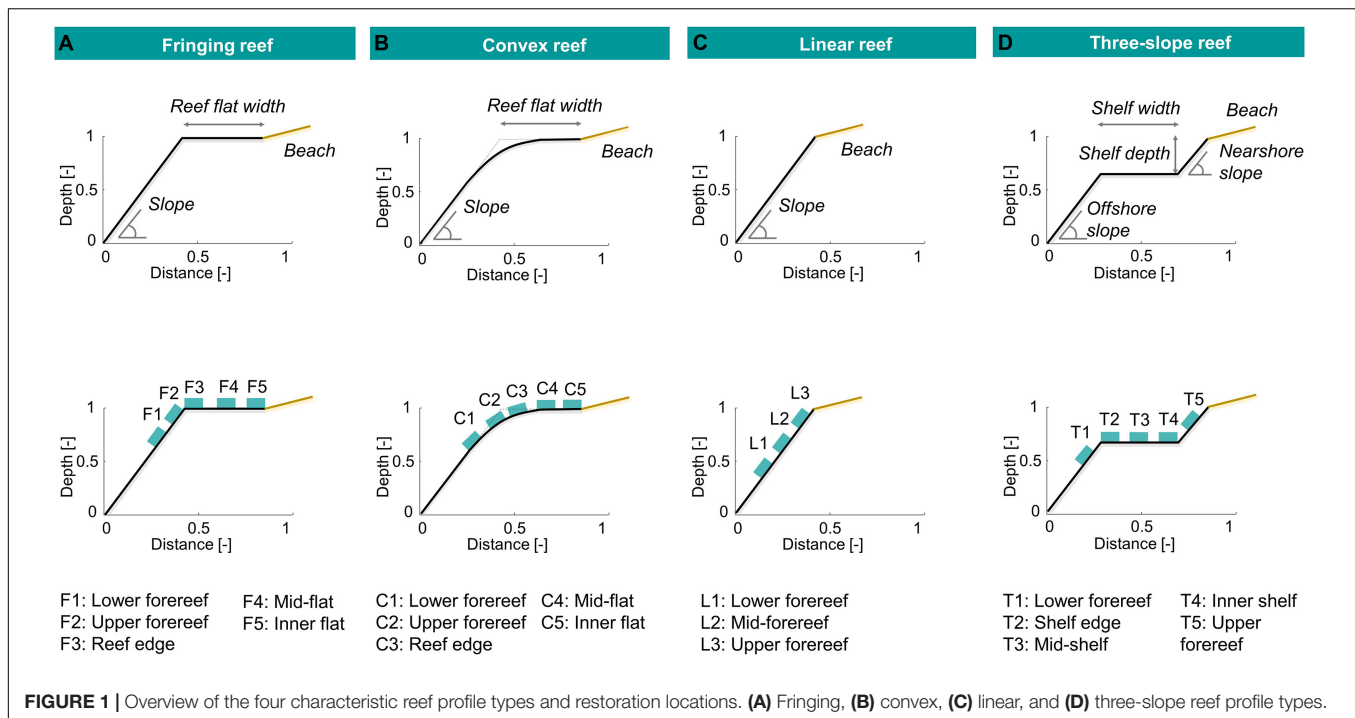 A Fringing reef
B Convex reef
C Linear reef
D Three-slope reef
Reef flat width
1
Beach
Depth [-]
0.5
Slope
0
0 0.5 1
Distance [-]
Reef flat width
1
Beach
Depth [-]
0.5
Slope
0
0 0.5 1
Distance [-]
1
Beach
Depth [-]
0.5
Slope
0
0 0.5 1
Distance [-]
Shelf width
Beach
1
Shelf depth
Nearshore
slope
Depth [-]
0.5
Offshore
slope
0
0 0.5 1
Distance [-]
F1 F2 F3 F4 F5
1
Depth [-]
0.5
0
0 0.5 1
Distance [-]
C1 C2 C3 C4 C5
1
Depth [-]
0.5
0
0 0.5 1
Distance [-]
L1 L2 L3
1
Depth [-]
0.5
0
0 0.5 1
Distance [-]
T1 T2 T3 T4 T5
1
Depth [-]
0.5
0
0 0.5 1
Distance [-]
F1: Lower forereef
F2: Upper forereef
F3: Reef edge
F4: Mid-flat
F5: Inner flat
C1: Lower forereef
C2: Upper forereef
C3: Reef edge
C4: Mid-flat
C5: Inner flat
L1: Lower forereef
L2: Mid-forereef
L3: Upper forereef
T1: Lower forereef
T2: Shelf edge
T3: Mid-shelf
T4: Inner shelf
T5: Upper
forereef
FIGURE 1 | Overview of the four characteristic reef profile types and restoration locations. (A) Fringing, (B) convex, (C) linear, and (D) three-slope reef profile types.